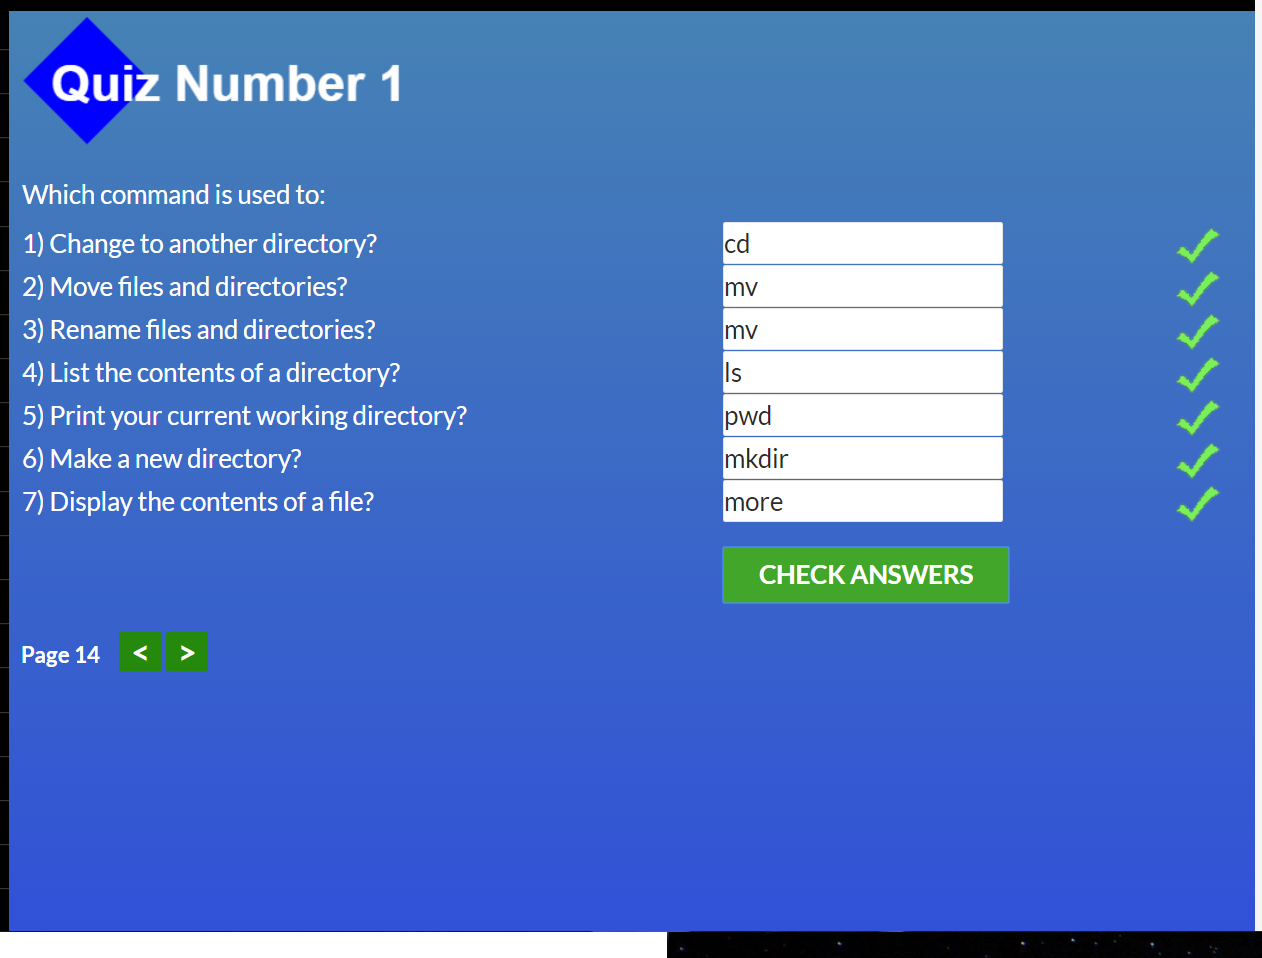 Quiz Number 1
Which command is used to:
1) Change to another directory? cd
2) Move files and directories? mv
3) Rename files and directories? mv
4) List the contents of a directory? ls
5) Print your current working directory? pwd
6) Make a new directory? mkdir
7) Display the contents of a file? more
CHECK ANSWERS
Page 14 < >